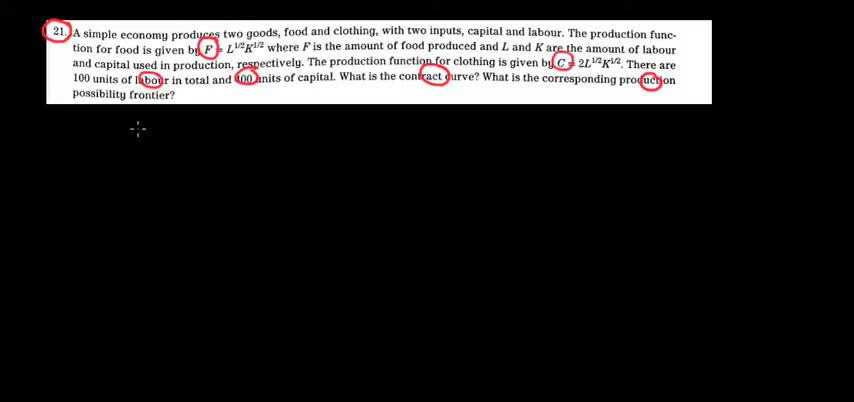 21. A simple economy produces two goods, food and clothing, with two inputs, capital and labour. The production func-
tion for food is given by F = L^{1/2}K^{1/2} where F is the amount of food produced and L and K are the amount of labour
and capital used in production, respectively. The production function for clothing is given by C = 2L^{1/2}K^{1/2}. There are
100 units of labour in total and 400 units of capital. What is the contract curve? What is the corresponding production
possibility frontier?